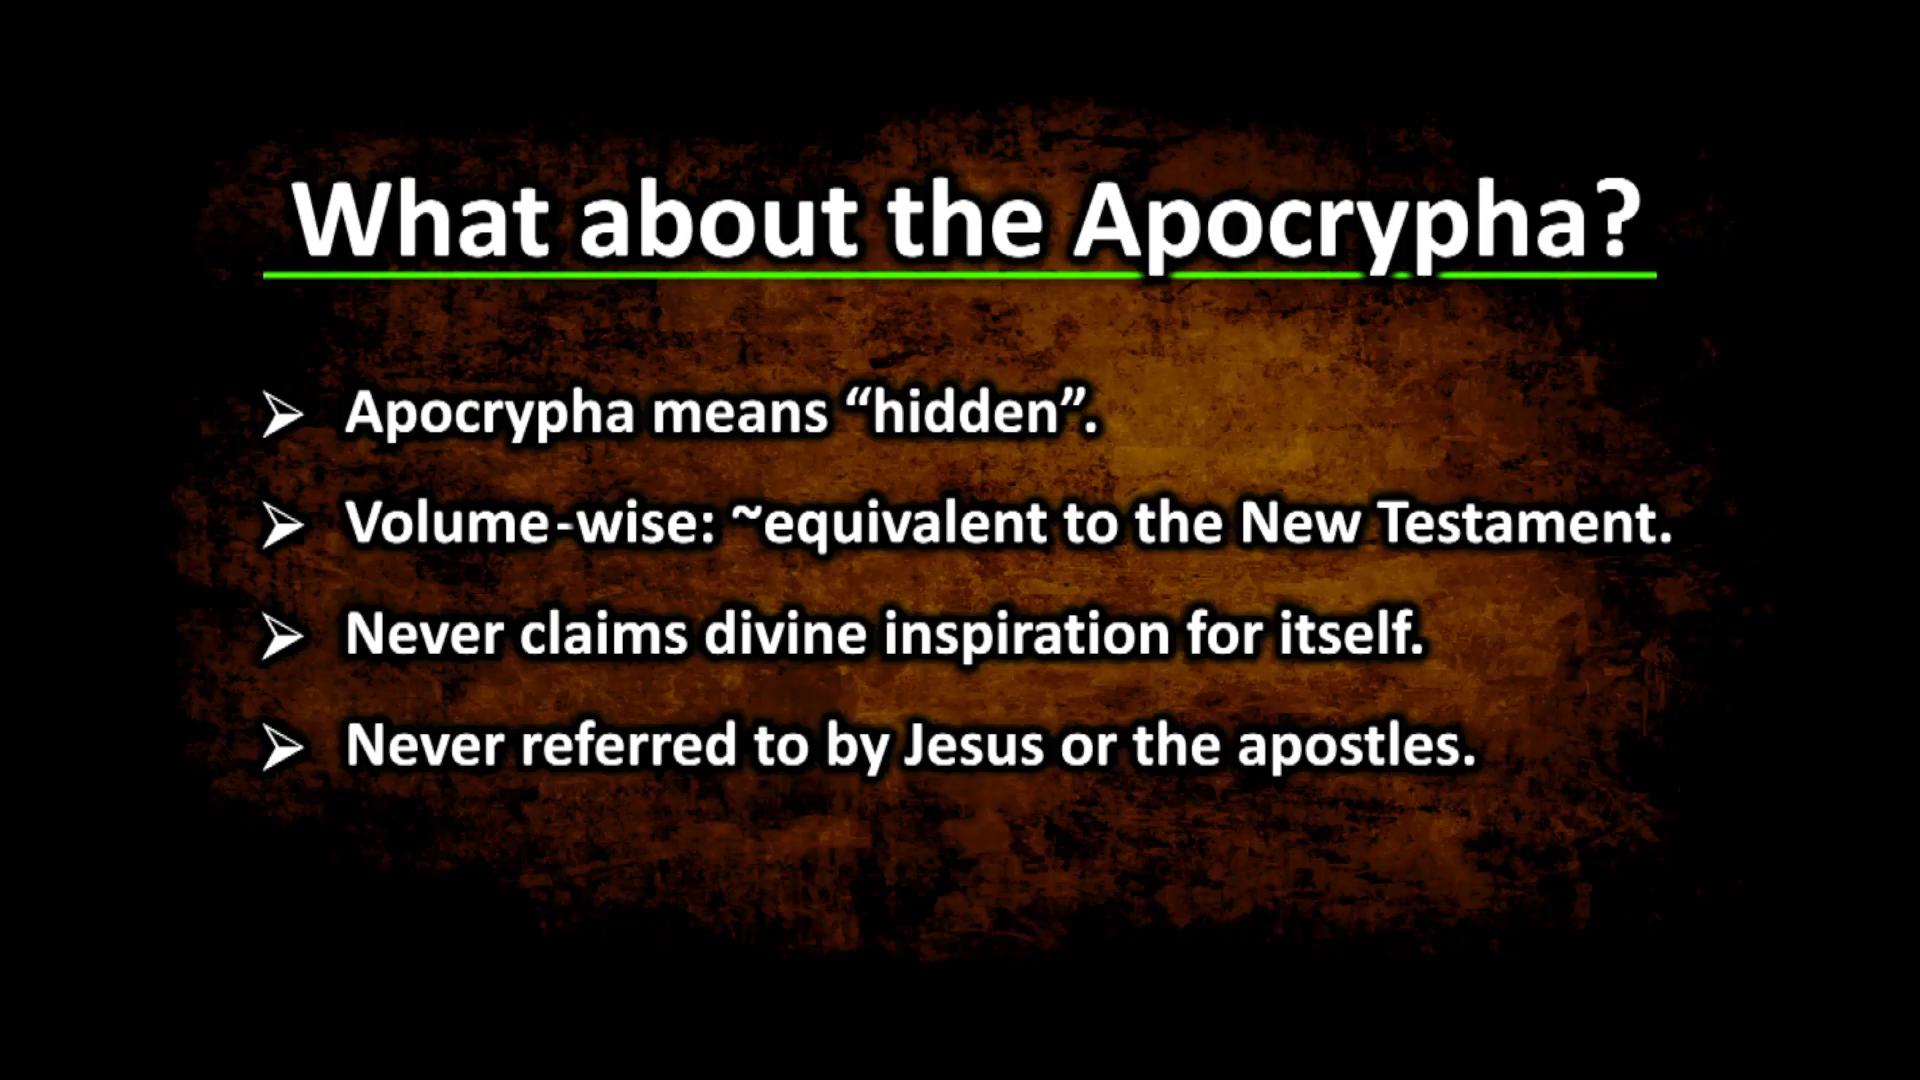 What about the Apocrypha?
➢ Apocrypha means “hidden”.
➢ Volume-wise: ~equivalent to the New Testament.
➢ Never claims divine inspiration for itself.
➢ Never referred to by Jesus or the apostles.